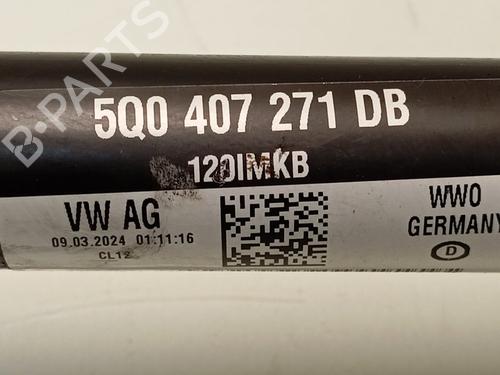 5Q0 407 271 DB
120IMKB
VW AG
09.03.2024 01:11:16
CL12
WWO
GERMANY
D
B-PARTS